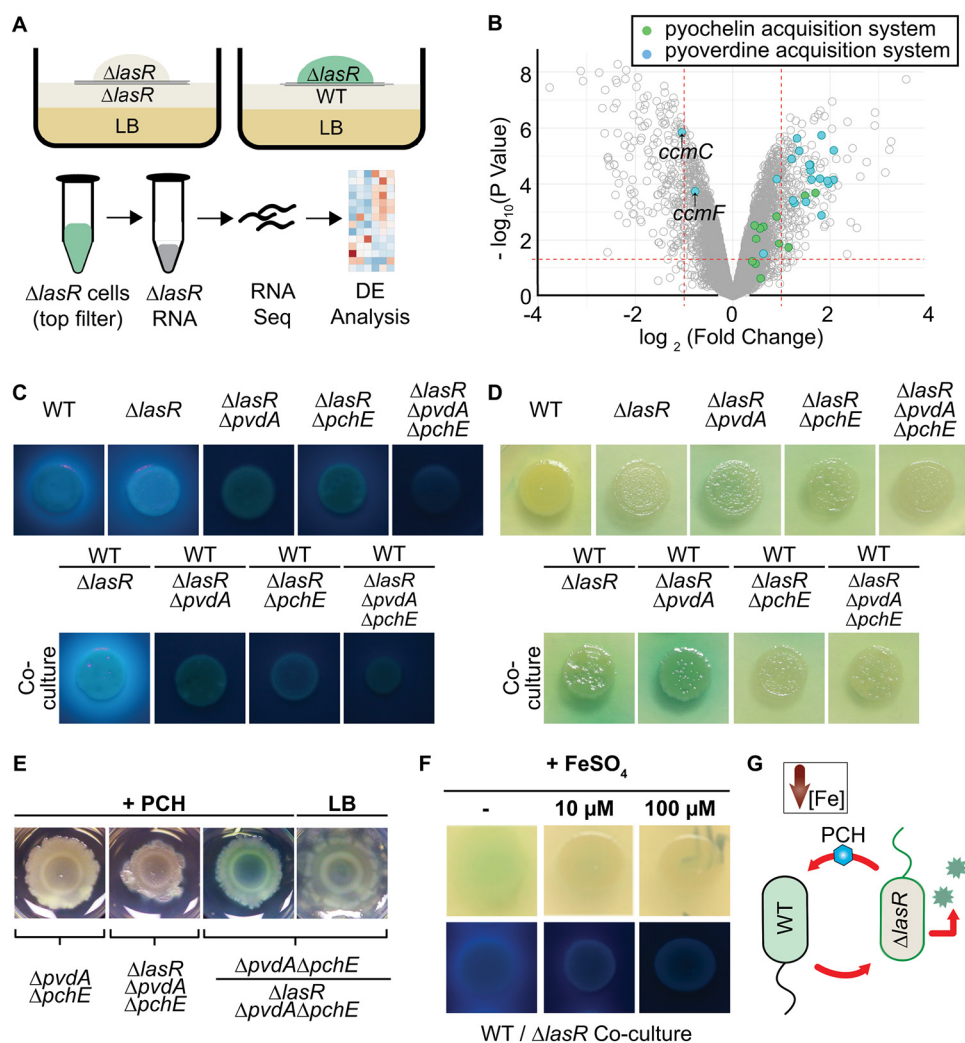 A
ΔlasR
ΔlasR
LB
ΔlasR
WT
LB
ΔlasR cells
(top filter)
ΔlasR
RNA
RNA
Seq
DE
Analysis
B
pyochelin acquisition system
pyoverdine acquisition system
- log10(P Value)
8
6
4
2
0
ccmC
ccmF
-4
-2
0
2
4
log 2 (Fold Change)
C
WT
ΔlasR
ΔlasR
ΔpvdA
ΔlasR
ΔpchE
ΔlasR
ΔpvdA
ΔpchE
WT
ΔlasR
WT
ΔlasR
ΔpvdA
WT
ΔlasR
ΔpchE
WT
ΔlasR
ΔpvdA
ΔpchE
Co-
culture
D
WT
ΔlasR
ΔlasR
ΔpvdA
ΔlasR
ΔpchE
ΔlasR
ΔpvdA
ΔpchE
WT
ΔlasR
WT
ΔlasR
ΔpvdA
WT
ΔlasR
ΔpchE
WT
ΔlasR
ΔpvdA
ΔpchE
Co-
culture
E
+ PCH
LB
ΔpvdA
ΔpchE
ΔlasR
ΔpvdA
ΔpchE
ΔpvdAΔpchE
ΔlasR
ΔpvdAΔpchE
F
+ FeSO4
-
10 µM
100 µM
WT / ΔlasR Co-culture
G
[Fe]
PCH
WT
ΔlasR